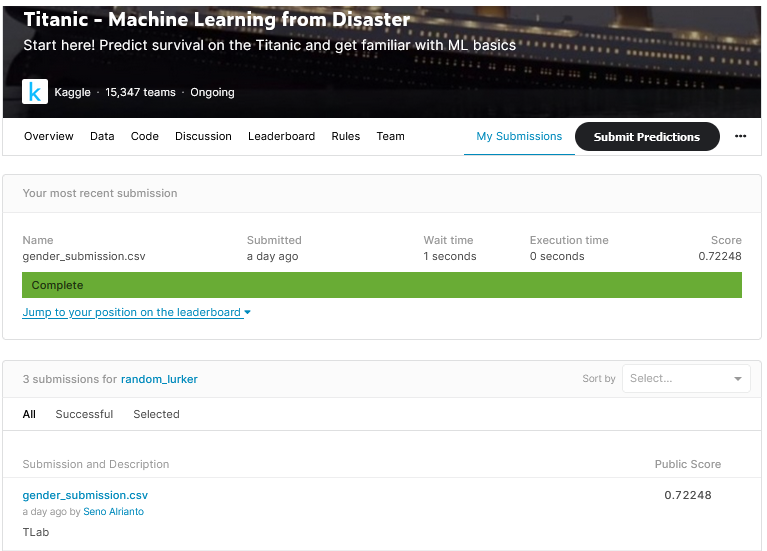 Titanic - Machine Learning from Disaster
Start here! Predict survival on the Titanic and get familiar with ML basics
k Kaggle · 15,347 teams · Ongoing
Overview Data Code Discussion Leaderboard Rules Team My Submissions Submit Predictions ...
Your most recent submission
Name Submitted Wait time Execution time Score
gender_submission.csv a day ago 1 seconds 0 seconds 0.72248
Complete
Jump to your position on the leaderboard
3 submissions for random_lurker Sort by Select...
All Successful Selected
Submission and Description Public Score
gender_submission.csv 0.72248
a day ago by Seno Alrianto
TLab